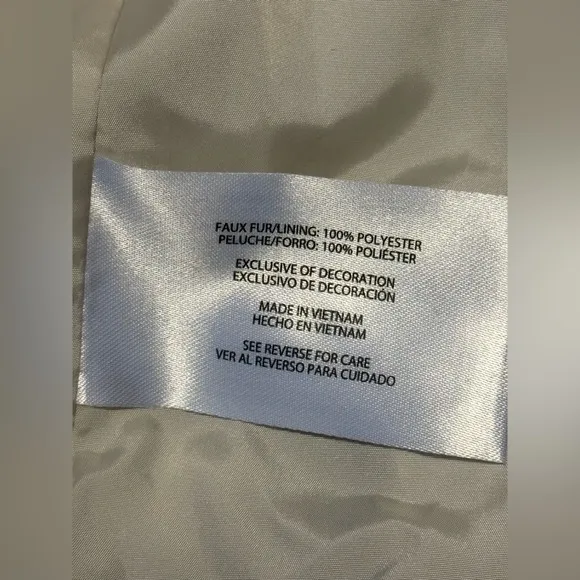 FAUX FUR/LINING: 100% POLYESTER
PELUCHE/FORRO: 100% POLIÉSTER
EXCLUSIVE OF DECORATION
EXCLUSIVO DE DECORACIÓN
MADE IN VIETNAM
HECHO EN VIETNAM
SEE REVERSE FOR CARE
VER AL REVERSO PARA CUIDADO